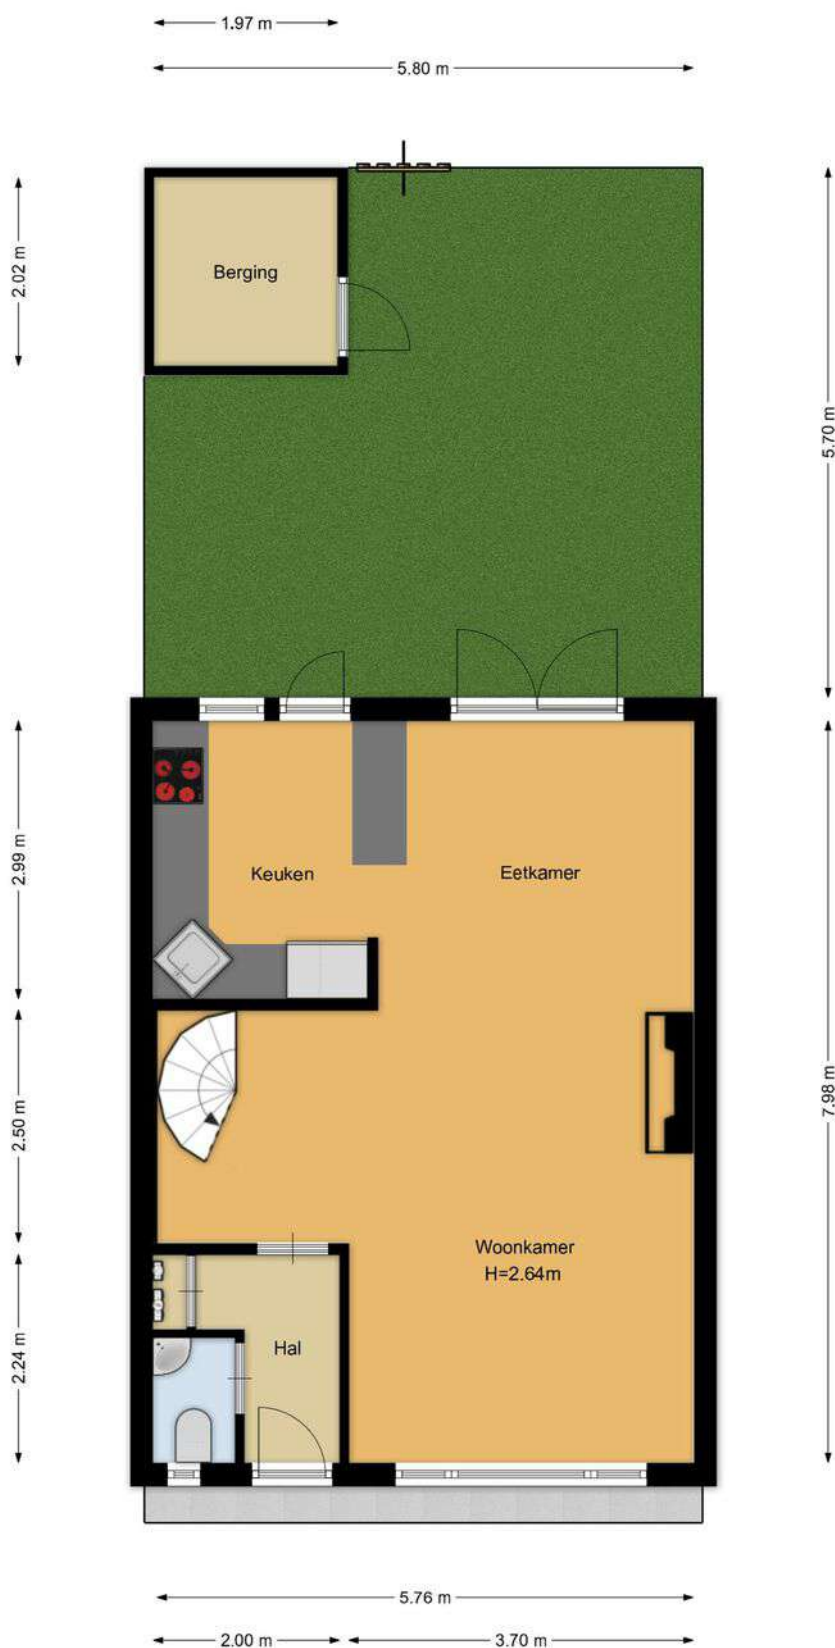 1.97 m
5.80 m
2.02 m
Berging
5.70 m
2.99 m
Keuken
Eetkamer
7.98 m
2.50 m
Woonkamer
H=2.64m
2.24 m
Hal
5.76 m
2.00 m
3.70 m